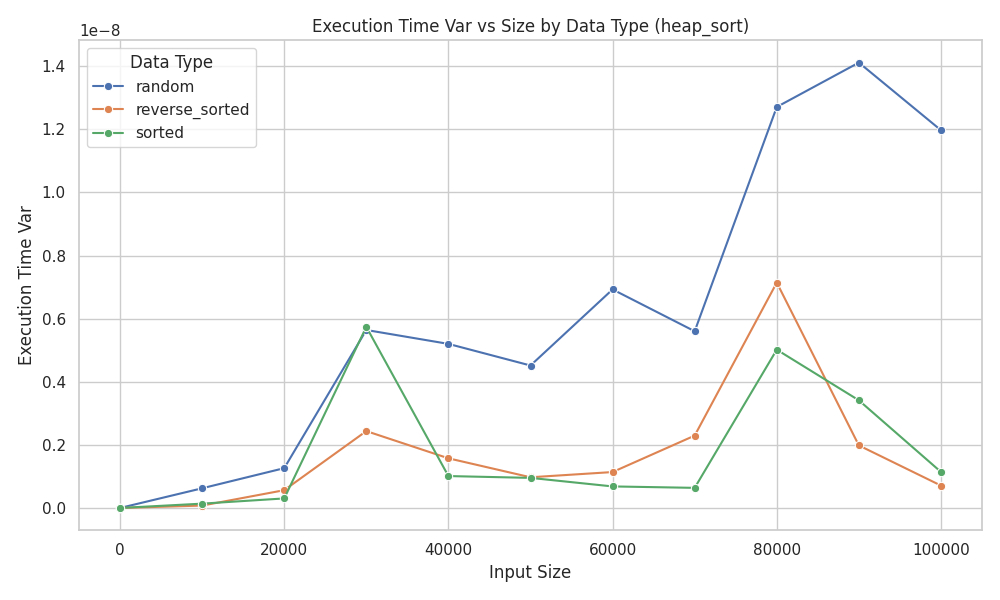 Execution Time Var vs Size by Data Type (heap_sort)
1e−8
Data Type
random
reverse_sorted
sorted
1.4
1.2
1.0
0.8
0.6
0.4
0.2
0.0
Execution Time Var
0 20000 40000 60000 80000 100000
Input Size